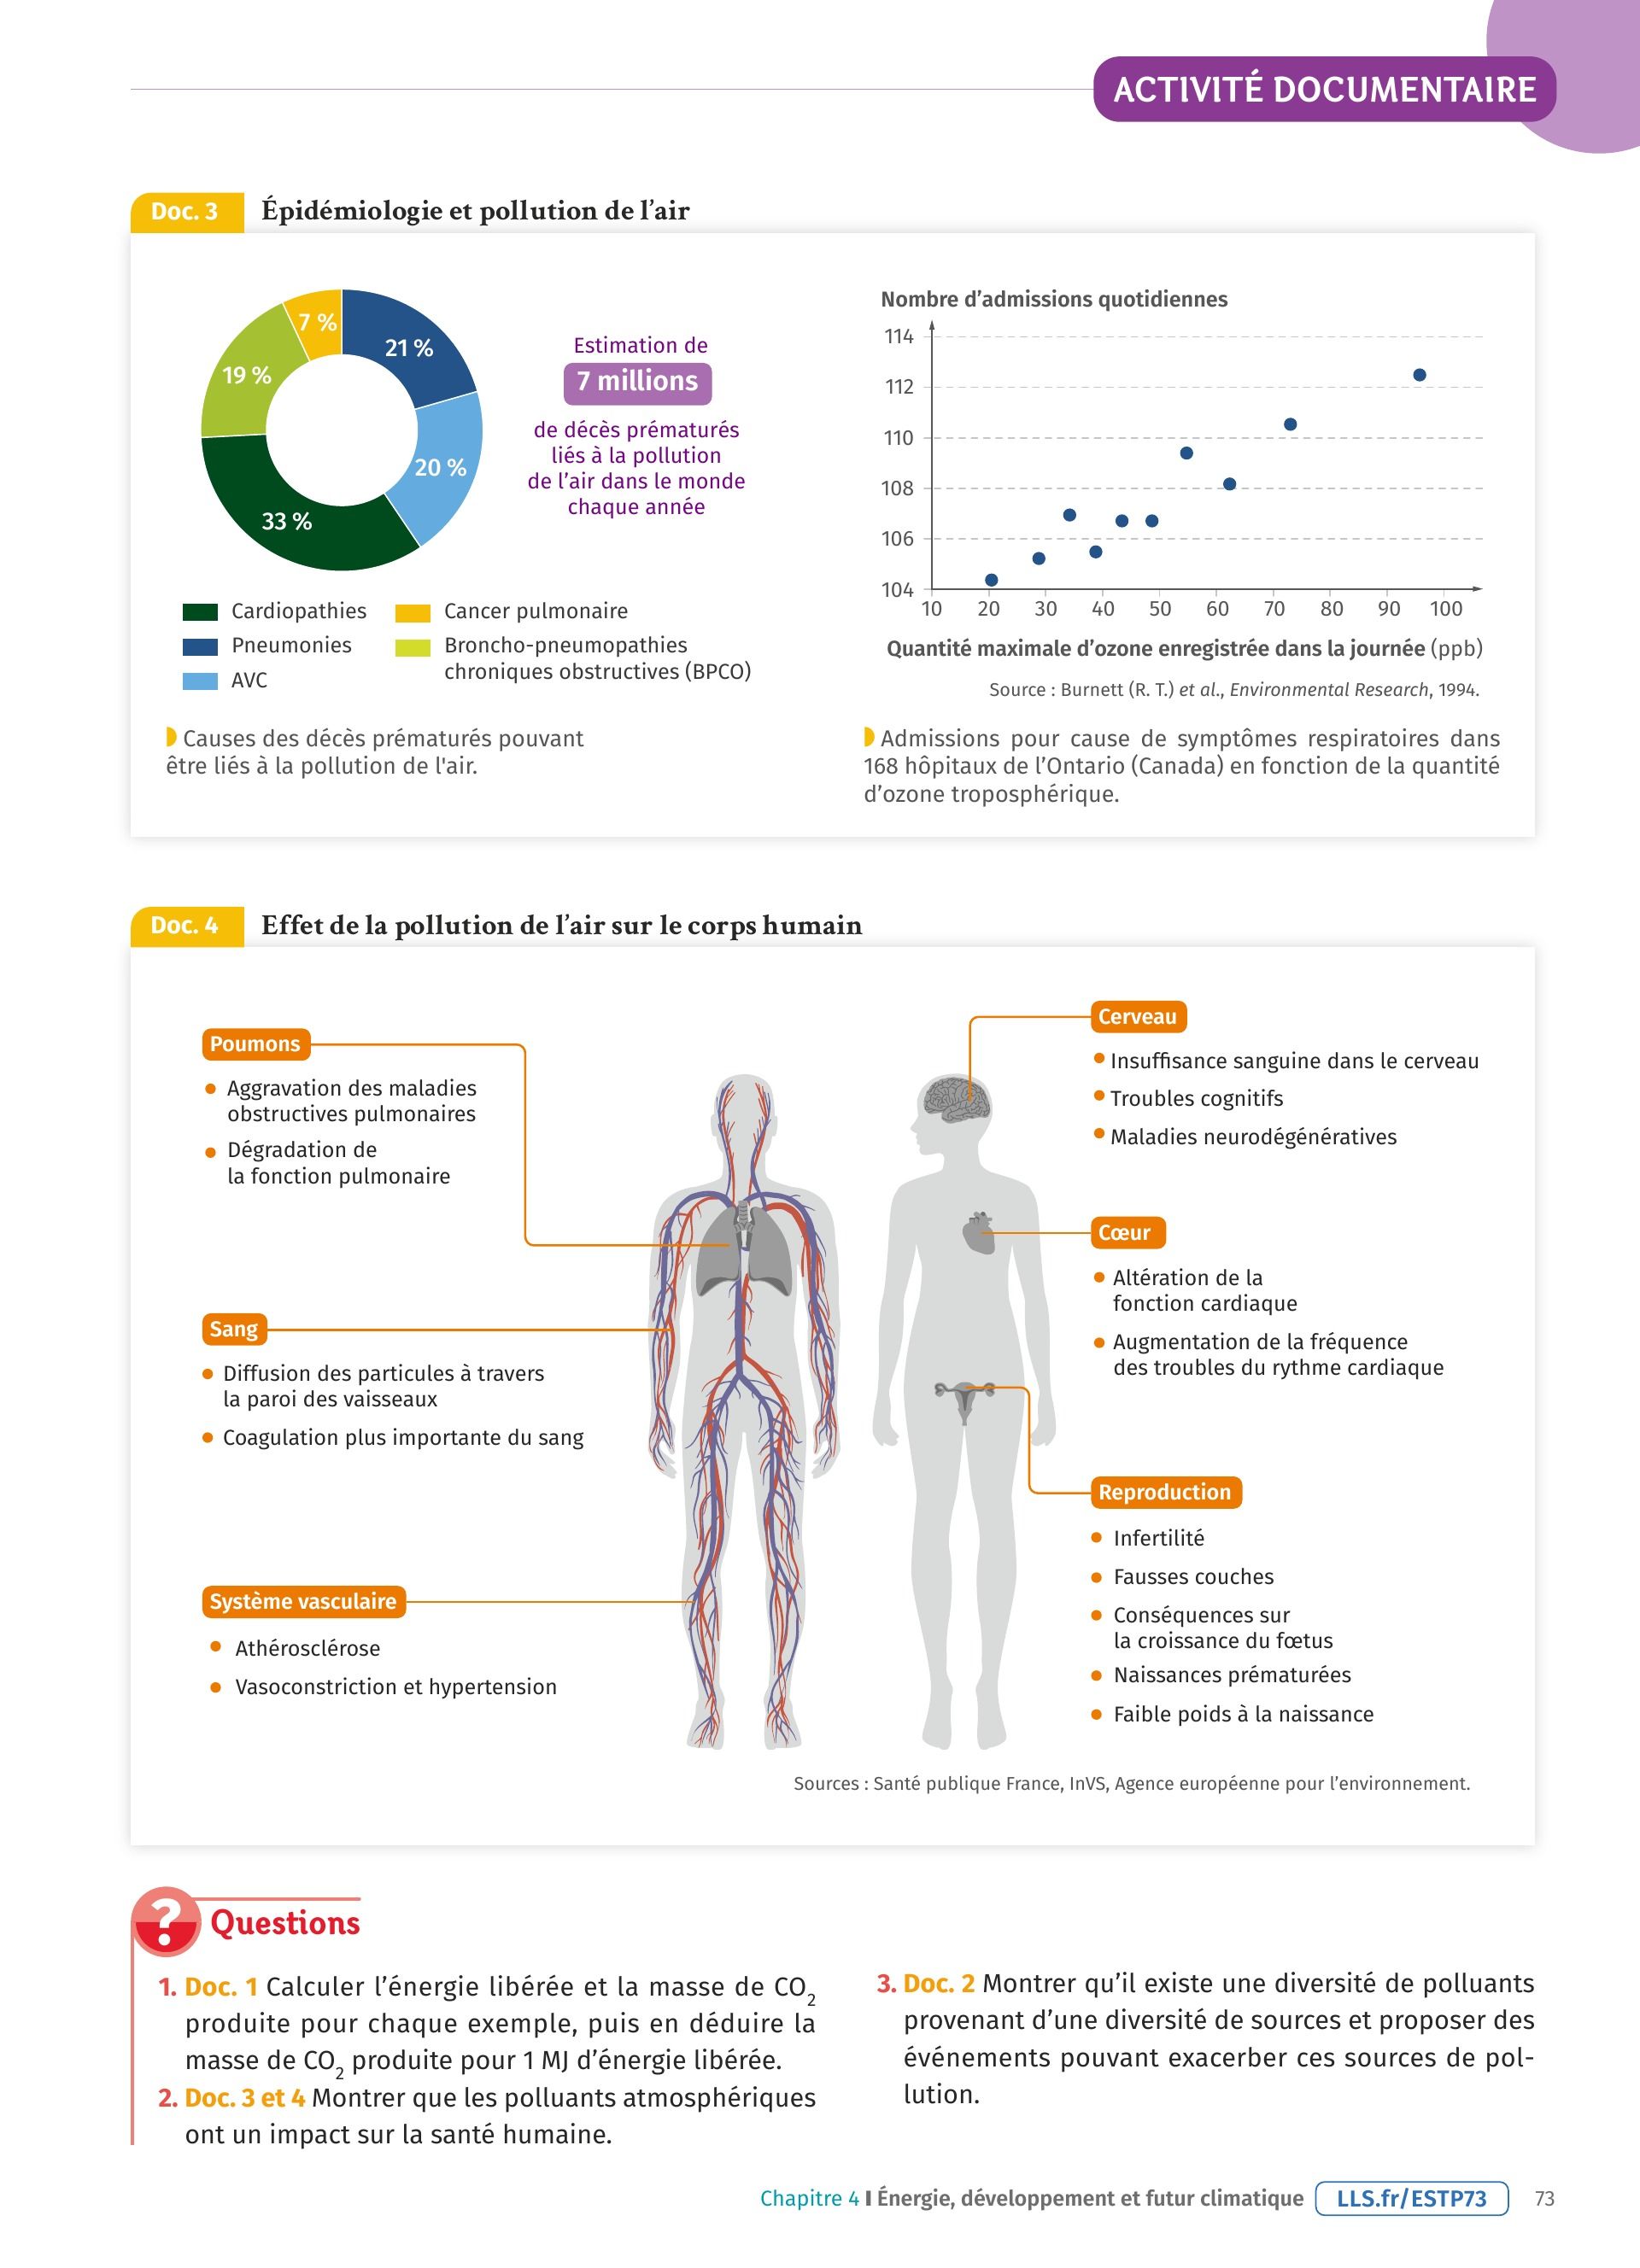 ACTIVITÉ DOCUMENTAIRE
Doc. 3
Épidémiologie et pollution de l’air
7 %
21 %
19 %
20 %
33 %
Estimation de
7 millions
de décès prématurés
liés à la pollution
de l’air dans le monde
chaque année
Cardiopathies
Pneumonies
AVC
Cancer pulmonaire
Broncho-pneumopathies
chroniques obstructives (BPCO)
Causes des décès prématurés pouvant
être liés à la pollution de l'air.
Nombre d’admissions quotidiennes
114
112
110
108
106
104
10 20 30 40 50 60 70 80 90 100
Quantité maximale d’ozone enregistrée dans la journée (ppb)
Source : Burnett (R. T.) et al., Environmental Research, 1994.
Admissions pour cause de symptômes respiratoires dans
168 hôpitaux de l’Ontario (Canada) en fonction de la quantité
d’ozone troposphérique.
Doc. 4
Effet de la pollution de l’air sur le corps humain
Poumons
Aggravation des maladies
obstructives pulmonaires
Dégradation de
la fonction pulmonaire
Sang
Diffusion des particules à travers
la paroi des vaisseaux
Coagulation plus importante du sang
Système vasculaire
Athérosclérose
Vasoconstriction et hypertension
Cerveau
Insuffisance sanguine dans le cerveau
Troubles cognitifs
Maladies neurodégénératives
Cœur
Altération de la
fonction cardiaque
Augmentation de la fréquence
des troubles du rythme cardiaque
Reproduction
Infertilité
Fausses couches
Conséquences sur
la croissance du fœtus
Naissances prématurées
Faible poids à la naissance
Sources : Santé publique France, InVS, Agence européenne pour l’environnement.
? Questions
1. Doc. 1 Calculer l’énergie libérée et la masse de CO2
produite pour chaque exemple, puis en déduire la
masse de CO2 produite pour 1 MJ d’énergie libérée.
2. Doc. 3 et 4 Montrer que les polluants atmosphériques
ont un impact sur la santé humaine.
3. Doc. 2 Montrer qu’il existe une diversité de polluants
provenant d’une diversité de sources et proposer des
événements pouvant exacerber ces sources de pol-
lution.
Chapitre 4 I Énergie, développement et futur climatique LLS.fr/ESTP73 73